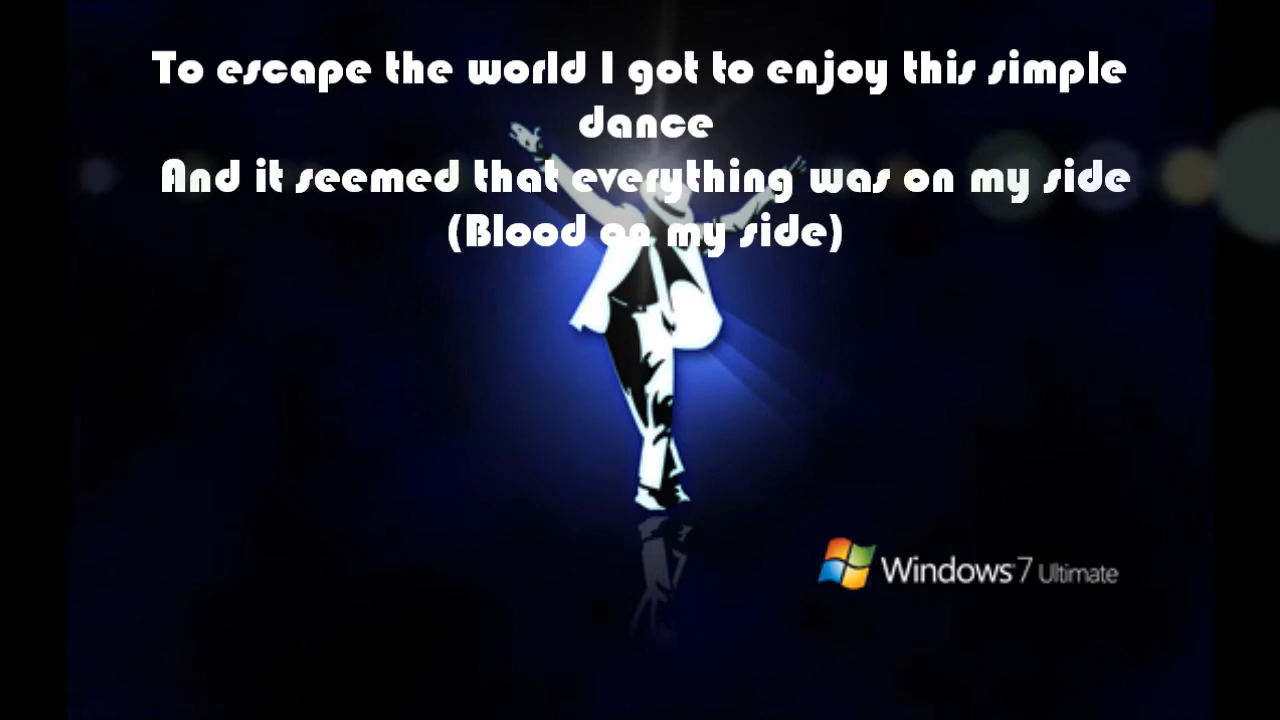 To escape the world I got to enjoy this simple
dance
And it seemed that everything was on my side
(Blood on my side)
Windows 7 Ultimate